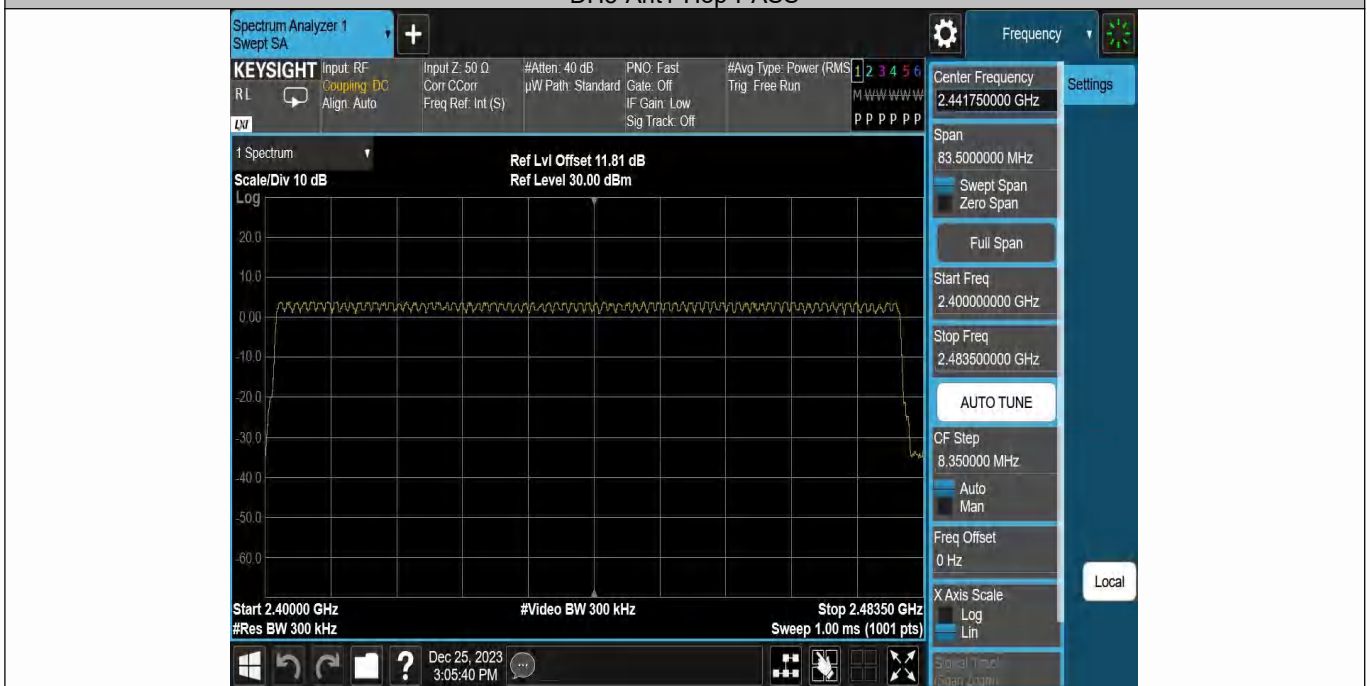 Spectrum Analyzer 1
Swept SA
Frequency
KEYSIGHT
RL
LXI
Input: RF
Coupling: DC
Align: Auto
Input Z: 50 Ω
Corr CCorr
Freq Ref: Int (S)
#Atten: 40 dB
µW Path: Standard
PNO: Fast
Gate: Off
IF Gain: Low
Sig Track: Off
#Avg Type: Power (RMS
Trig: Free Run
1 2 3 4 5 6
M W W W W W
P P P P P P
1 Spectrum
Scale/Div 10 dB
Ref Lvl Offset 11.81 dB
Ref Level 30.00 dBm
Log
20.0
10.0
0.00
-10.0
-20.0
-30.0
-40.0
-50.0
-60.0
Start 2.40000 GHz
#Res BW 300 kHz
#Video BW 300 kHz
Stop 2.48350 GHz
Sweep 1.00 ms (1001 pts)
Center Frequency
2.441750000 GHz
Settings
Span
83.5000000 MHz
Swept Span
Zero Span
Full Span
Start Freq
2.400000000 GHz
Stop Freq
2.483500000 GHz
AUTO TUNE
CF Step
8.350000 MHz
Auto
Man
Freq Offset
0 Hz
X Axis Scale
Log
Lin
Signal Track
(Span Zoom)
Local
?
Dec 25, 2023
3:05:40 PM